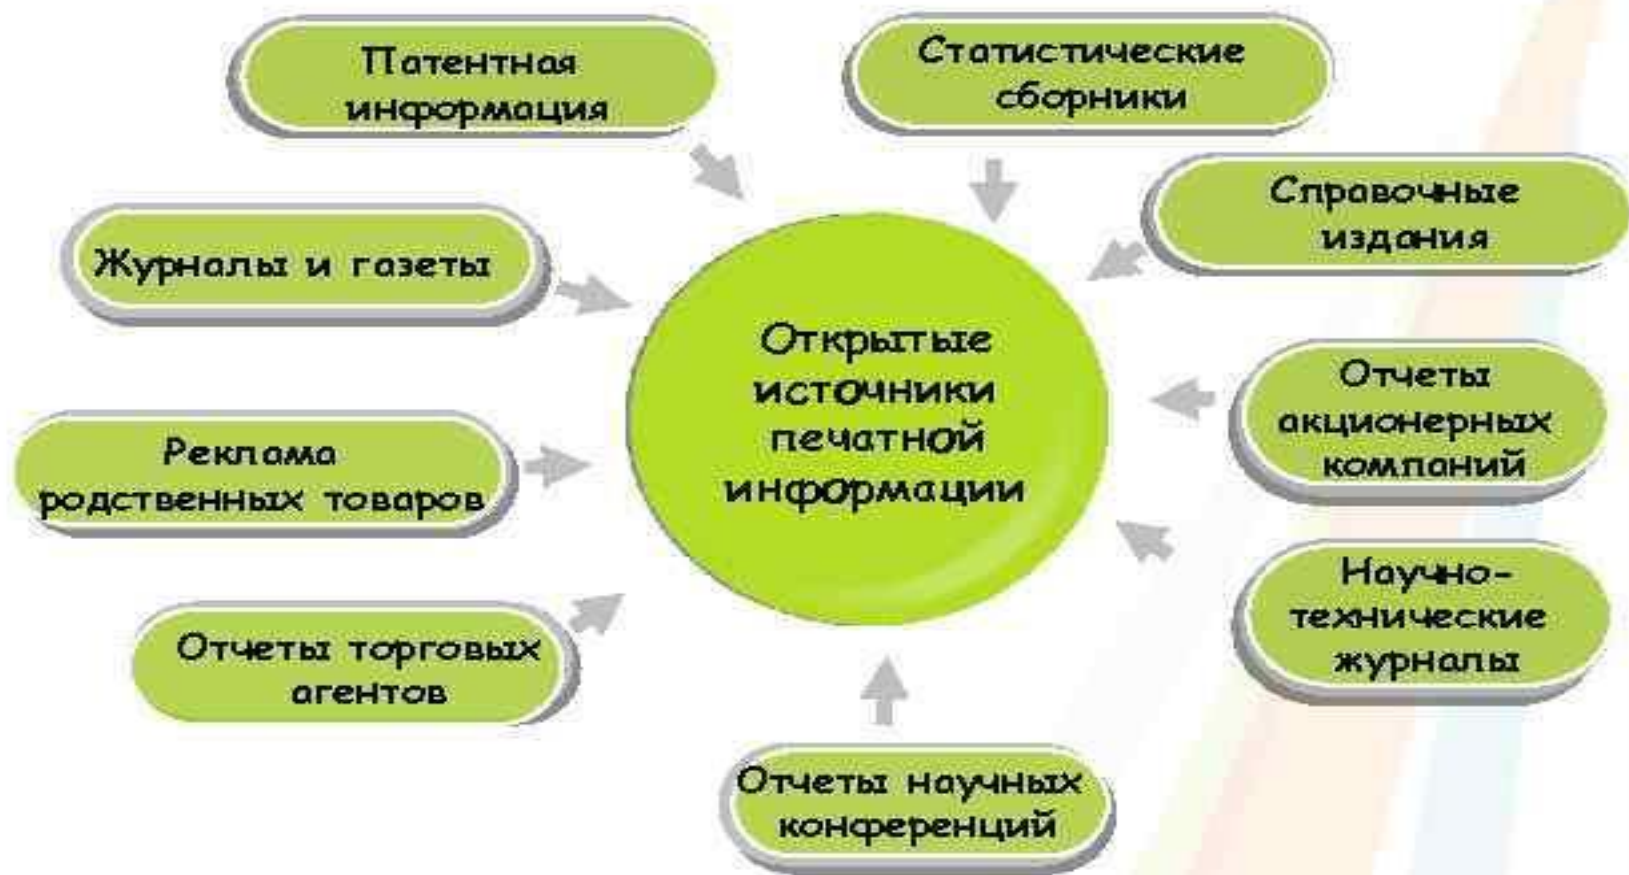 Патентная
информация
Статистические
сборники
Справочные
издания
Журналы и газеты
Открытые
источники
печатной
информации
Отчеты
акционерных
компаний
Реклама
родственных товаров
Научно-
технические
журналы
Отчеты торговых
агентов
Отчеты научных
конференций